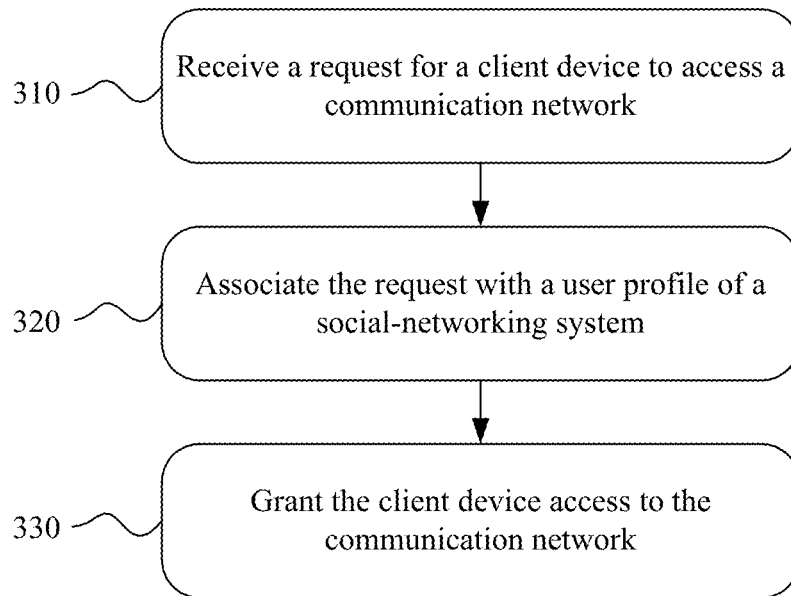 Receive a request for a client device to access a
310
communication network
Associate the request with a user profile of a
320
social-networking system
Grant the client device access to the
330
communication network